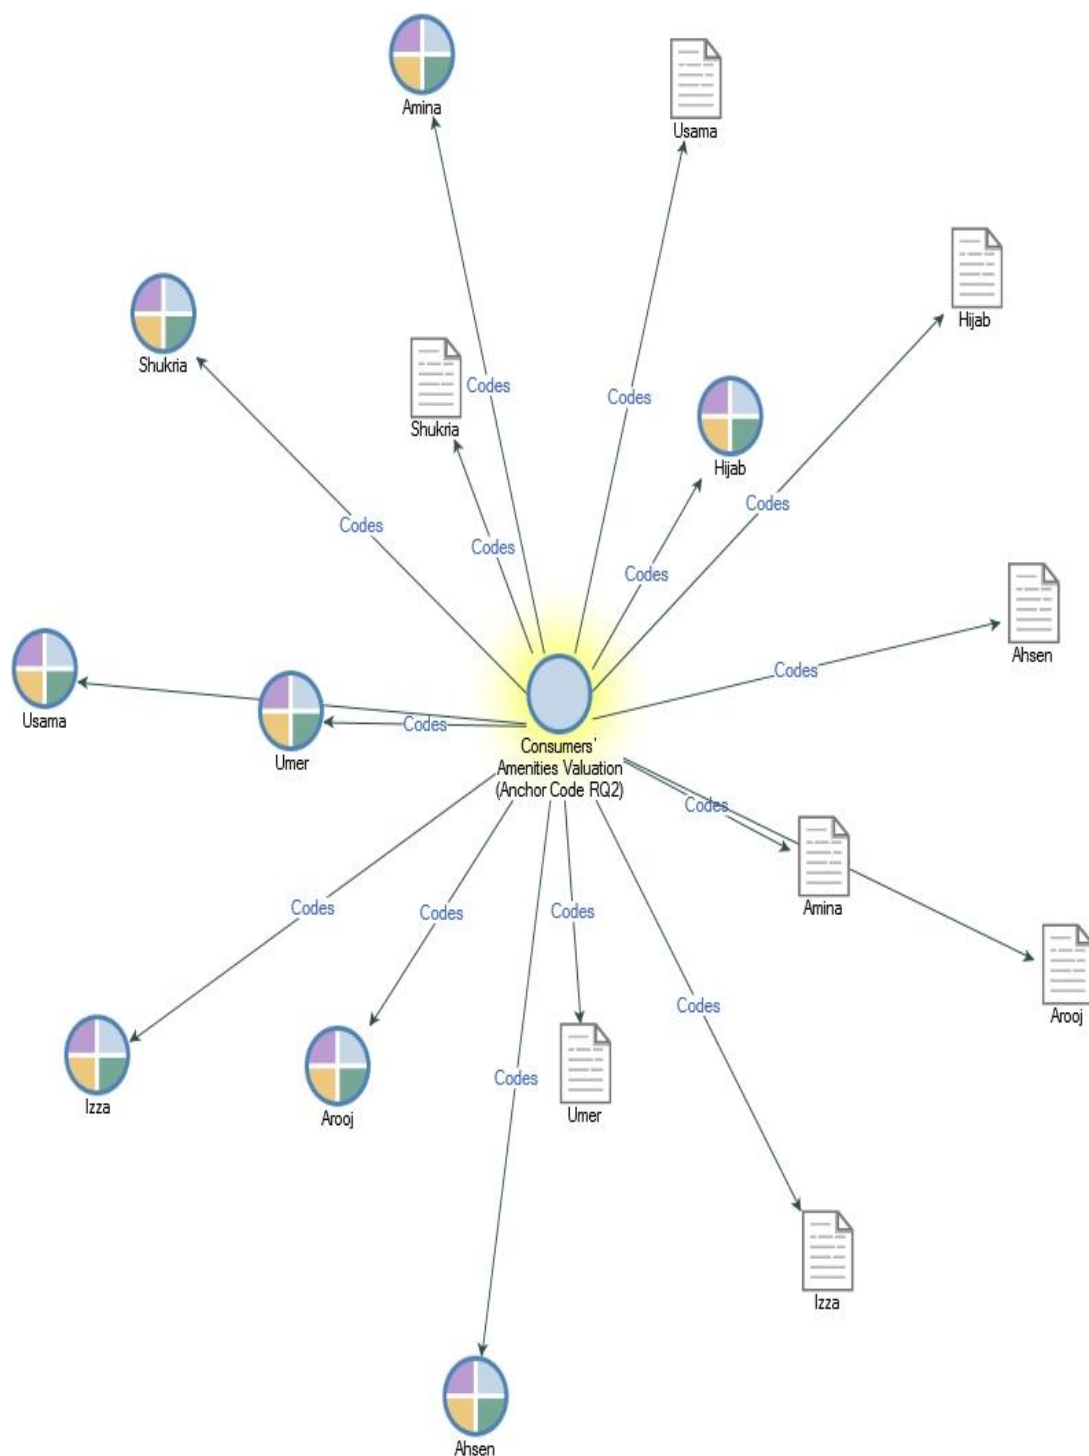 Amina
Usama
Hijab
Shukria
Codes
Codes
Shukria
Hijab
Codes
Codes
Codes
Codes
Ahsen
Codes
Usama
Umer
Codes
Consumers'
Amenities Valuation
(Anchor Code RQ2)
Codes
Amina
Codes
Codes
Codes
Codes
Arooj
Codes
Izza
Arooj
Umer
Izza
Ahsen